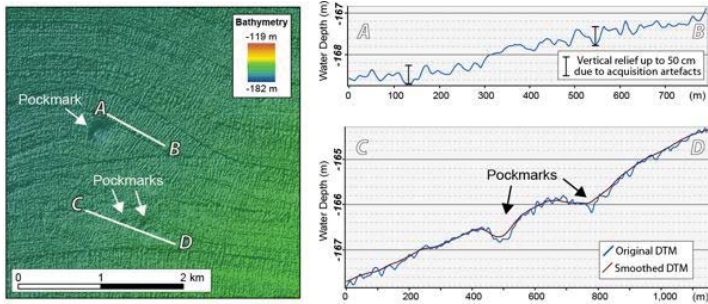 Bathymetry
-119 m
-182 m
Pockmark
A
B
Pockmarks
C
D
0 1 2 km
Water Depth (m)
-167
-168
A
B
Vertical relief up to 50 cm
due to acquisition artefacts
0 100 200 300 400 500 600 700 (m)
Water Depth (m)
-165
-166
-167
C
D
Pockmarks
Original DTM
Smoothed DTM
0 200 400 600 800 1,000 (m)